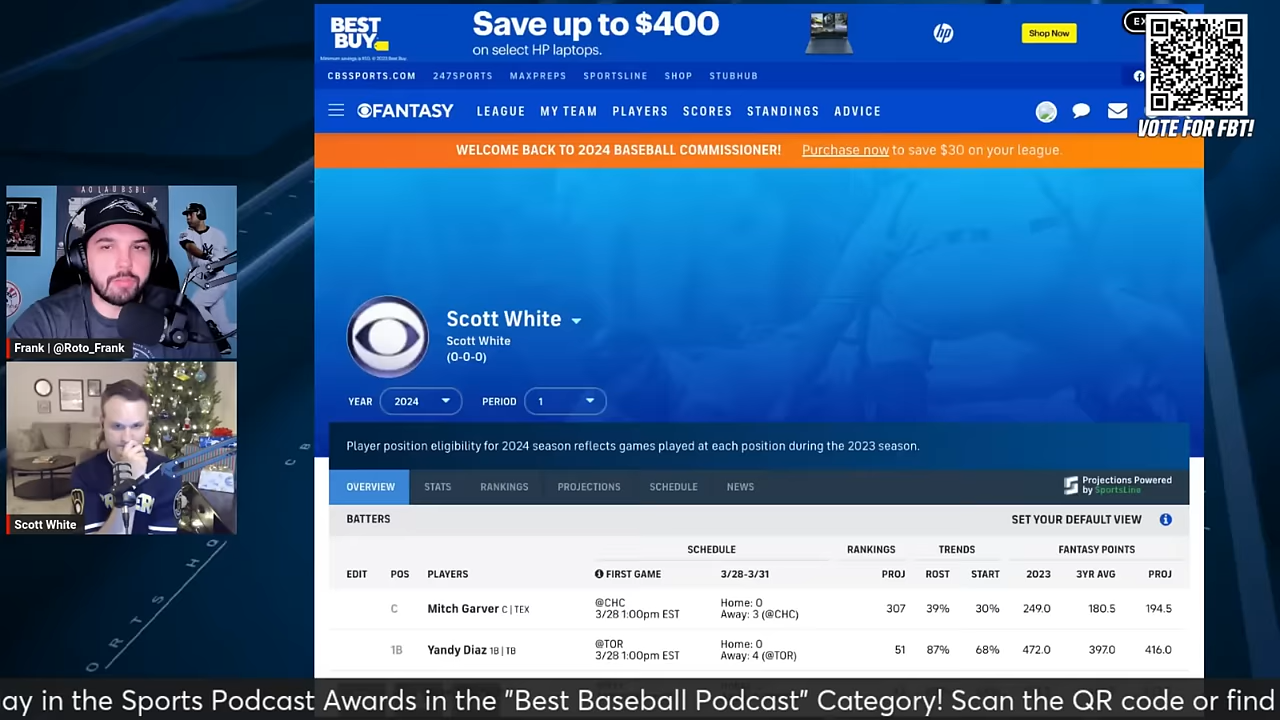 BEST
BUY
Save up to $400
on select HP laptops.
hp
Shop Now
EX
CBSSPORTS.COM 247SPORTS MAXPREPS SPORTSLINE SHOP STUBHUB
FANTASY LEAGUE MY TEAM PLAYERS SCORES STANDINGS ADVICE
VOTE FOR FBT!
WELCOME BACK TO 2024 BASEBALL COMMISSIONER! Purchase now to save $30 on your league.
Frank | @Roto_Frank
Scott White
Scott White
Scott White
(0-0-0)
YEAR 2024 PERIOD 1
Player position eligibility for 2024 season reflects games played at each position during the 2023 season.
OVERVIEW STATS RANKINGS PROJECTIONS SCHEDULE NEWS
Projections Powered
by SportsLine
BATTERS SET YOUR DEFAULT VIEW
SCHEDULE RANKINGS TRENDS FANTASY POINTS
EDIT POS PLAYERS FIRST GAME 3/28-3/31 PROJ ROST START 2023 3YR AVG PROJ
C Mitch Garver C | TEX @CHC 3/28 1:00pm EST Home: 0 Away: 3 (@CHC) 307 39% 30% 249.0 180.5 194.5
1B Yandy Diaz 1B | TB @TOR 3/28 1:00pm EST Home: 0 Away: 4 (@TOR) 51 87% 68% 472.0 397.0 416.0
ay in the Sports Podcast Awards in the "Best Baseball Podcast" Category! Scan the QR code or find